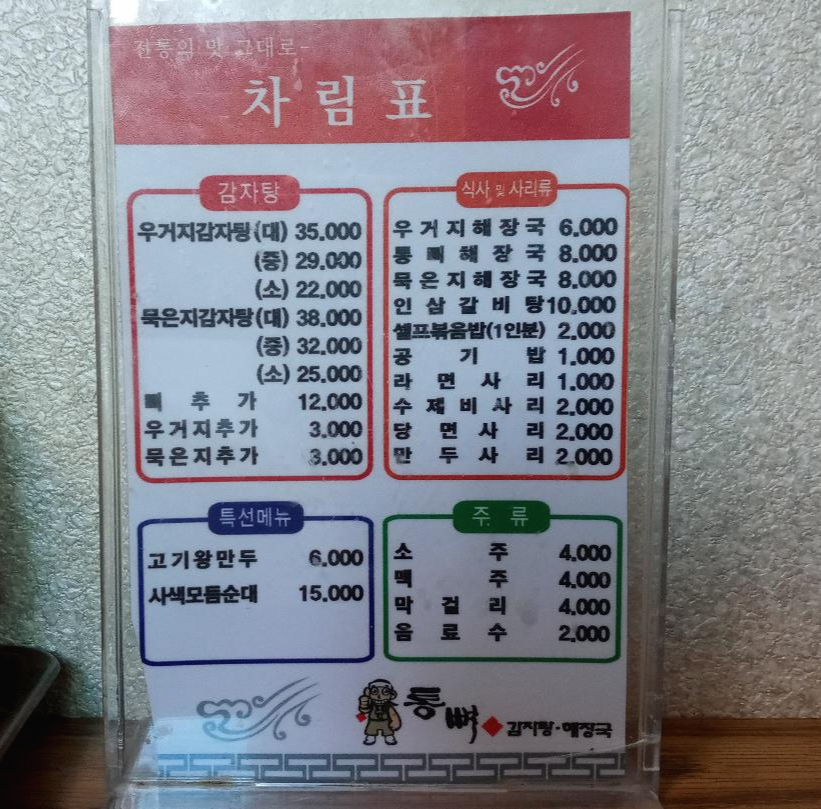 전통의 맛 그대로-
차림표
감자탕
우거지감자탕(대) 35.000
(중) 29.000
(소) 22.000
묵은지감자탕(대) 38.000
(중) 32.000
(소) 25.000
뼈추가 12.000
우거지추가 3.000
묵은지추가 3.000
식사 및 사리류
우거지해장국 6.000
통뼈해장국 8.000
묵은지해장국 8.000
인삼갈비탕 10.000
셀프볶음밥(1인분) 2.000
공기밥 1.000
라면사리 1.000
수제비사리 2.000
당면사리 2.000
만두사리 2.000
특선메뉴
고기왕만두 6.000
사색모듬순대 15.000
주류
소주 4.000
맥주 4.000
막걸리 4.000
음료수 2.000
통뼈 감자탕·해장국